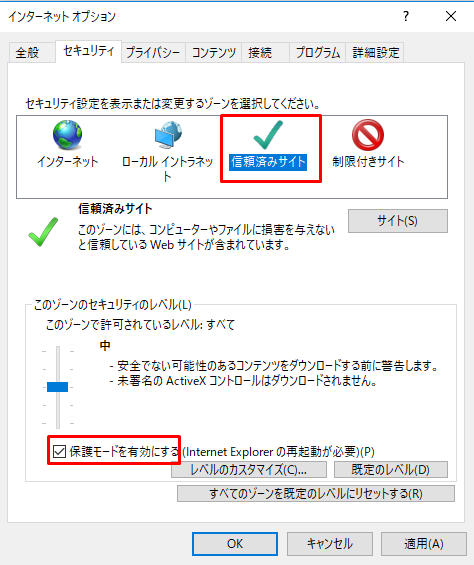 インターネット オプション
? ×
全般 セキュリティ プライバシー コンテンツ 接続 プログラム 詳細設定
セキュリティ設定を表示または変更するゾーンを選択してください。
インターネット ローカル イントラネット 信頼済みサイト 制限付きサイト
信頼済みサイト
このゾーンには、コンピューターやファイルに損害を与えない
と信頼している Web サイトが含まれています。
サイト(S)
このゾーンのセキュリティのレベル(L)
このゾーンで許可されているレベル: すべて
中
- 安全でない可能性のあるコンテンツをダウンロードする前に警告します。
- 未署名の ActiveX コントロールはダウンロードされません。
保護モードを有効にする (Internet Explorer の再起動が必要)(P)
レベルのカスタマイズ(C)... 既定のレベル(D)
すべてのゾーンを既定のレベルにリセットする(R)
OK キャンセル 適用(A)